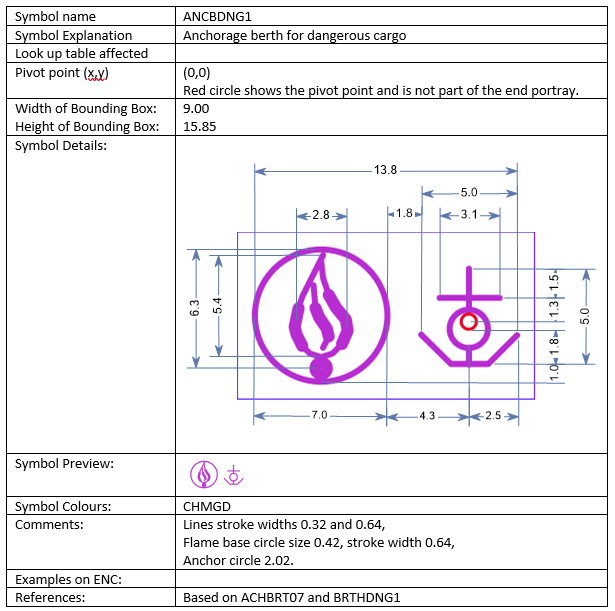 Symbol name ANCBDNG1
Symbol Explanation Anchorage berth for dangerous cargo
Look up table affected
Pivot point (x,y) (0,0)
Red circle shows the pivot point and is not part of the end portray.
Width of Bounding Box: 9.00
Height of Bounding Box: 15.85
Symbol Details:
13.8
5.0
2.8 1.8 3.1
6.3 5.4 1.5 1.3 1.8 1.0 5.0
7.0 4.3 2.5
Symbol Preview:
Symbol Colours: CHMGD
Comments: Lines stroke widths 0.32 and 0.64,
Flame base circle size 0.42, stroke width 0.64,
Anchor circle 2.02.
Examples on ENC:
References: Based on ACHBRT07 and BRTHDNG1